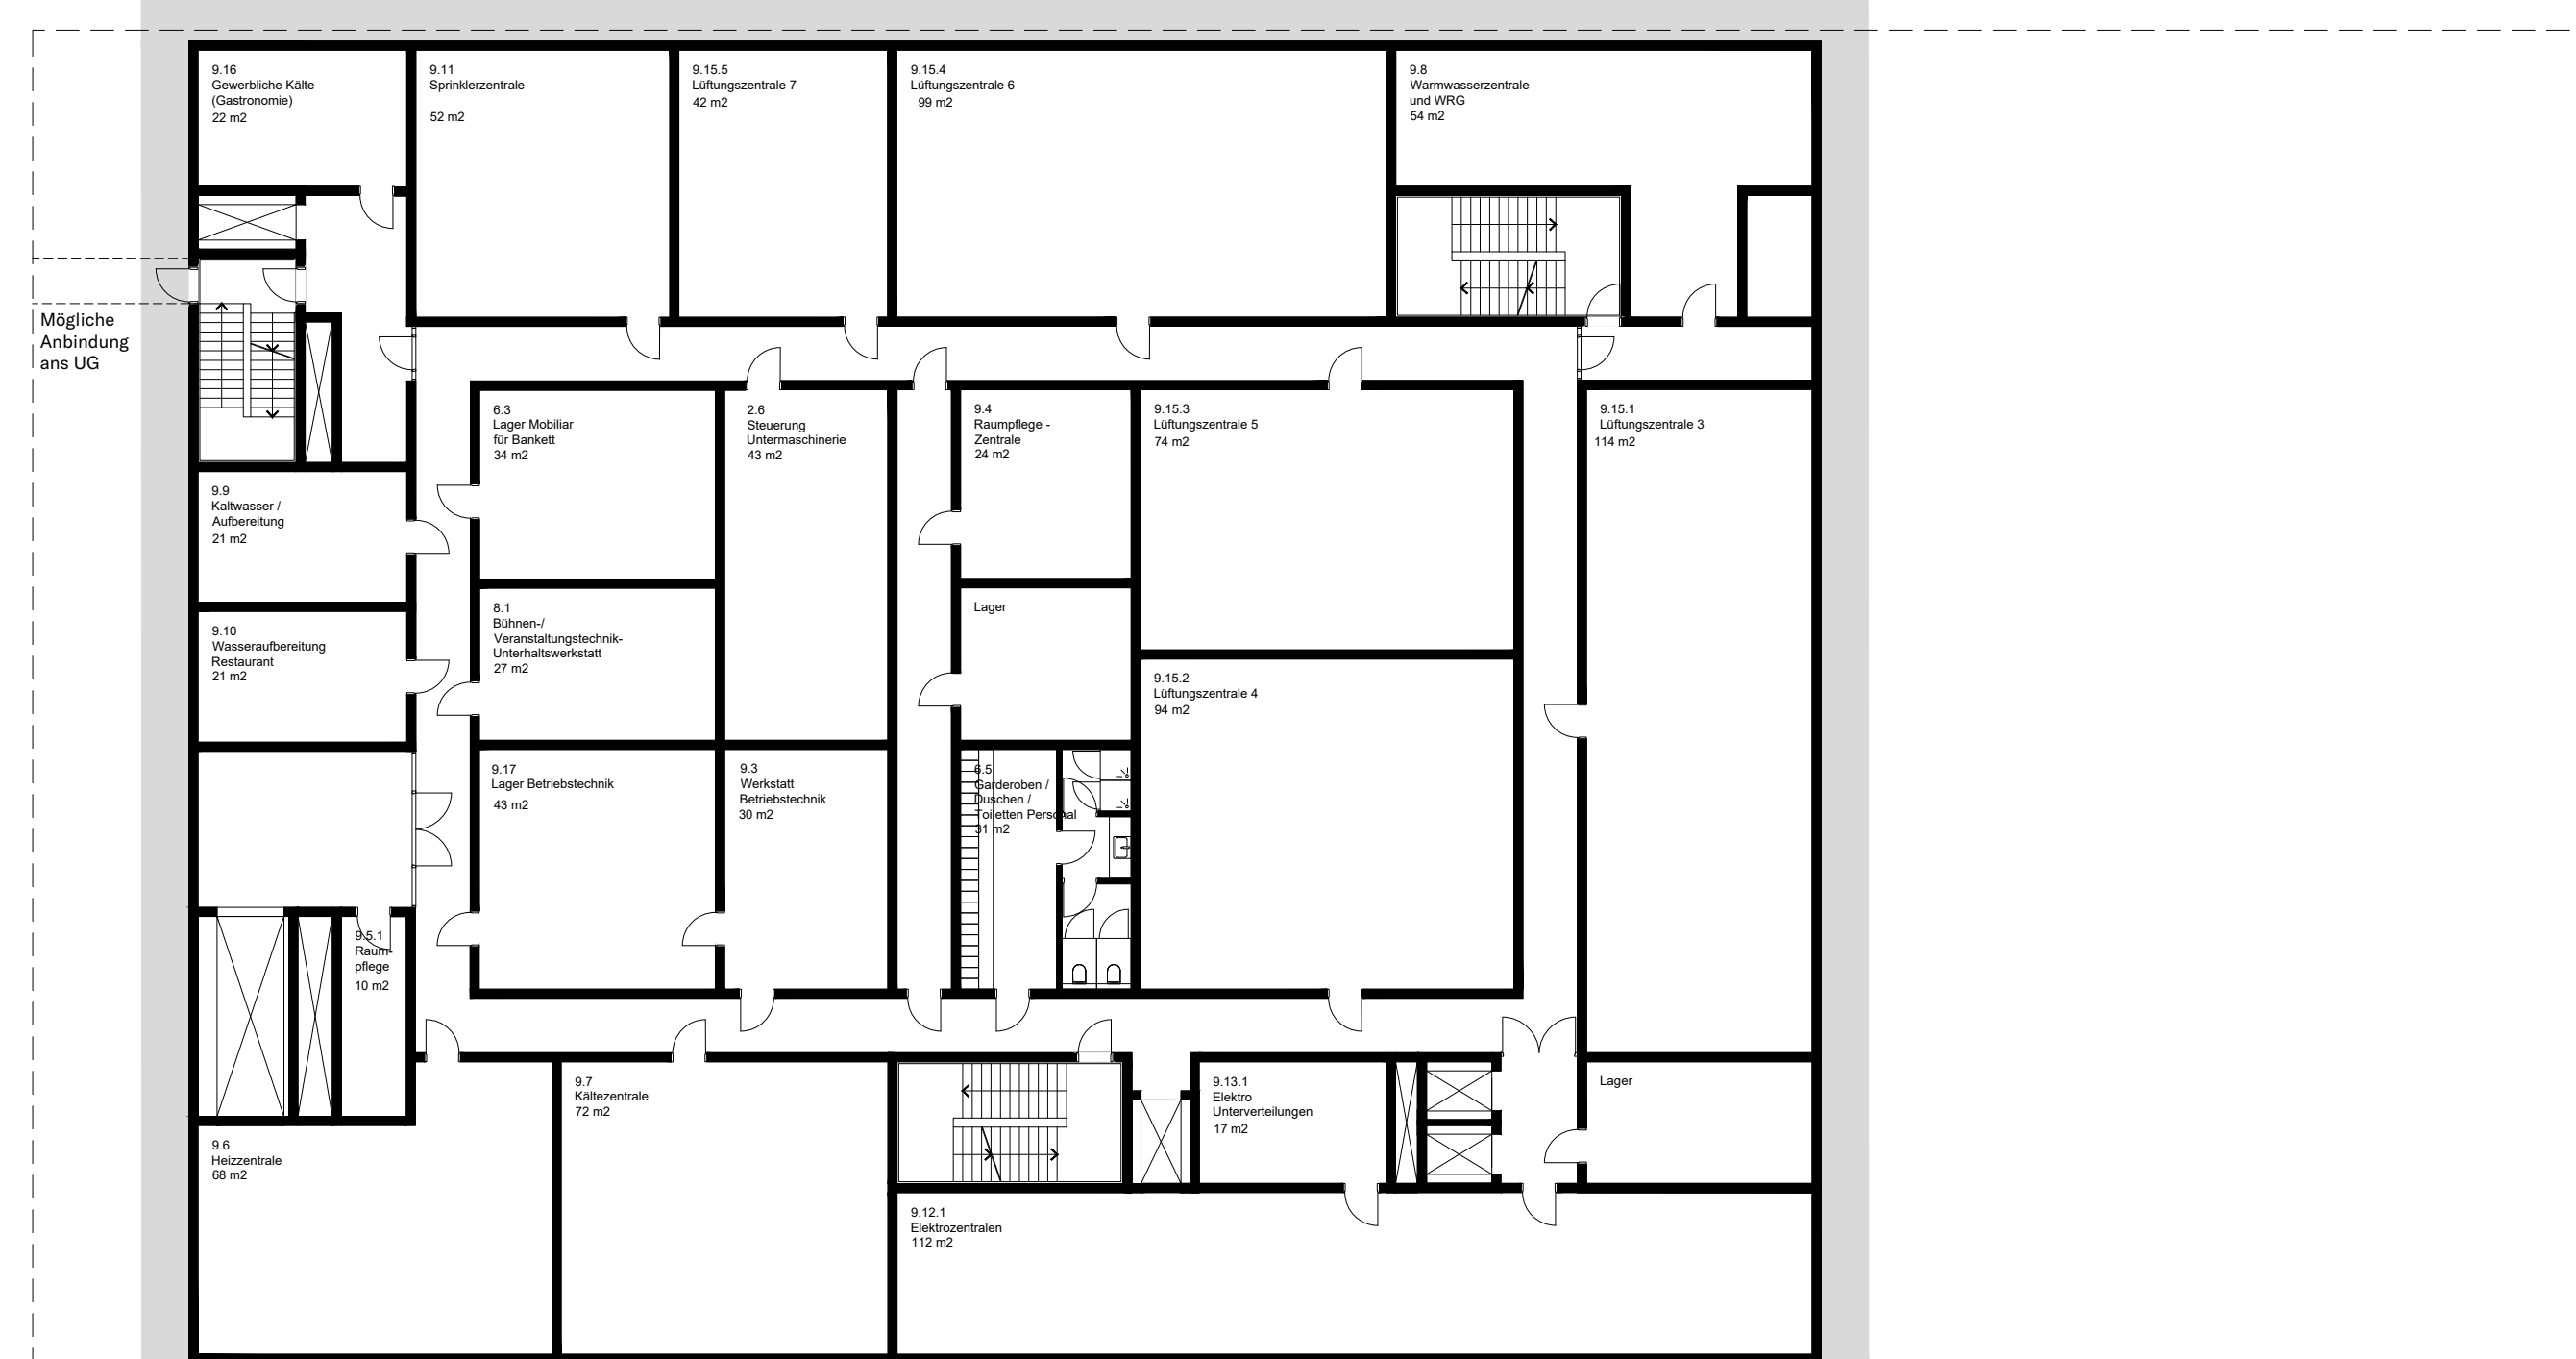 9.16
Gewerbliche Kälte
(Gastronomie)
22 m2
9.11
Sprinklerzentrale
52 m2
9.15.5
Lüftungszentrale 7
42 m2
9.15.4
Lüftungszentrale 6
99 m2
9.8
Warmwasserzentrale
und WRG
54 m2
Mögliche
Anbindung
ans UG
6.3
Lager Mobiliar
für Bankett
34 m2
2.6
Steuerung
Untermaschinerie
43 m2
9.4
Raumpflege -
Zentrale
24 m2
9.15.3
Lüftungszentrale 5
74 m2
9.15.1
Lüftungszentrale 3
114 m2
9.9
Kaltwasser /
Aufbereitung
21 m2
8.1
Bühnen-/
Veranstaltungstechnik-
Unterhaltswerkstatt
27 m2
Lager
9.10
Wasseraufbereitung
Restaurant
21 m2
9.15.2
Lüftungszentrale 4
94 m2
9.17
Lager Betriebstechnik
43 m2
9.3
Werkstatt
Betriebstechnik
30 m2
6.5
Garderoben /
Duschen /
Toiletten Personal
31 m2
9.5.1
Raum-
pflege
10 m2
9.7
Kältezentrale
72 m2
9.13.1
Elektro
Unterverteilungen
17 m2
Lager
9.6
Heizzentrale
68 m2
9.12.1
Elektrozentralen
112 m2